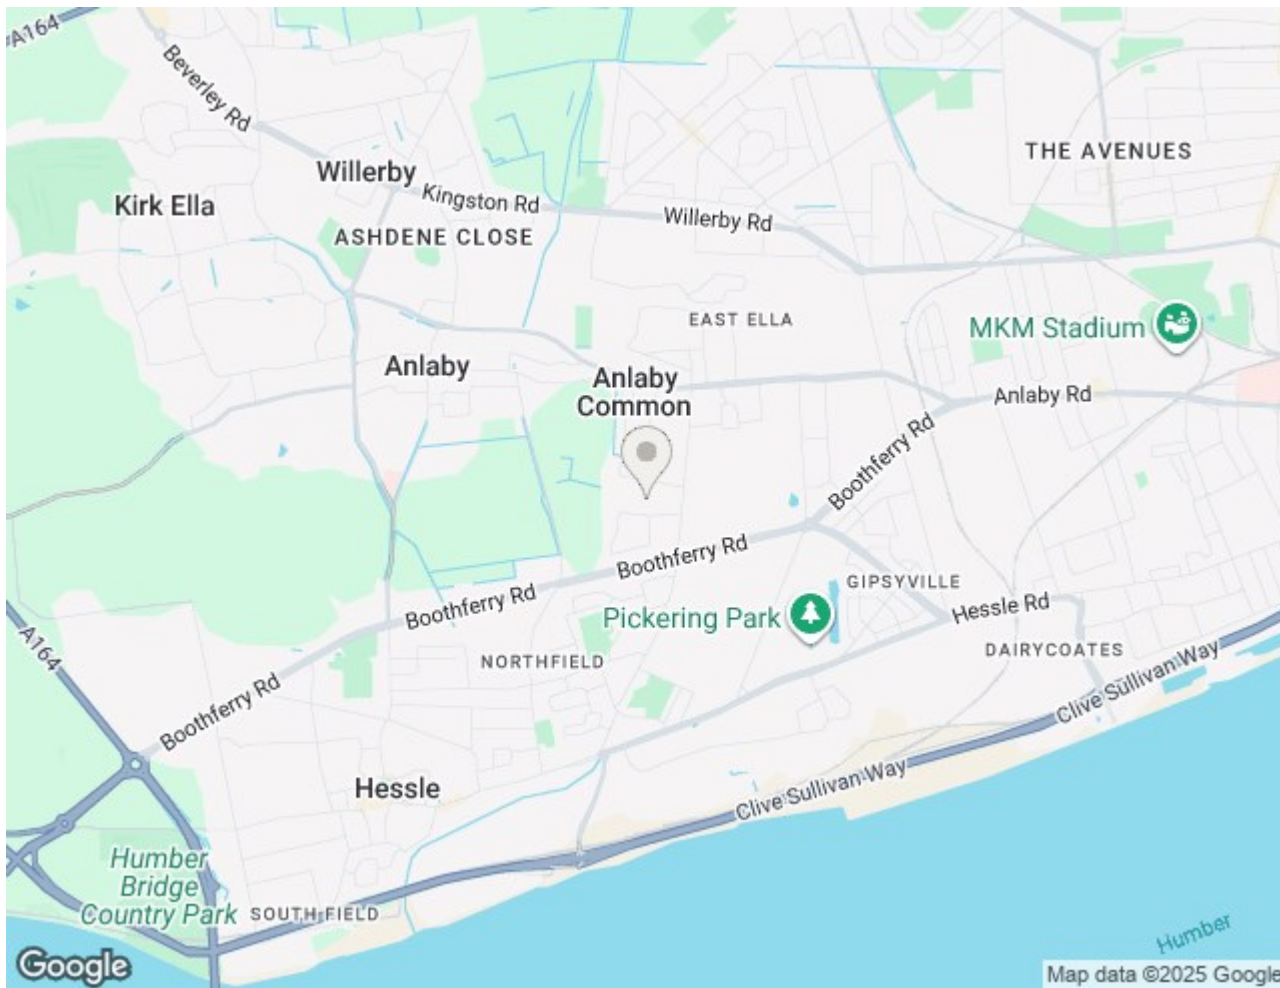 A164
Beverley Rd
Willerby
Kirk Ella
Kingston Rd
Willerby Rd
THE AVENUES
ASHDENE CLOSE
EAST ELLA
MKM Stadium
Anlaby
Anlaby
Common
Anlaby Rd
Boothferry Rd
Boothferry Rd
Boothferry Rd
Boothferry Rd
GIPSYVILLE
Hessle Rd
Pickering Park
DAIRYCOATES
NORTHFIELD
A164
Clive Sullivan Way
Clive Sullivan Way
Hessle
Humber
Bridge
Country Park
SOUTH FIELD
Humber
Google
Map data ©2025 Google